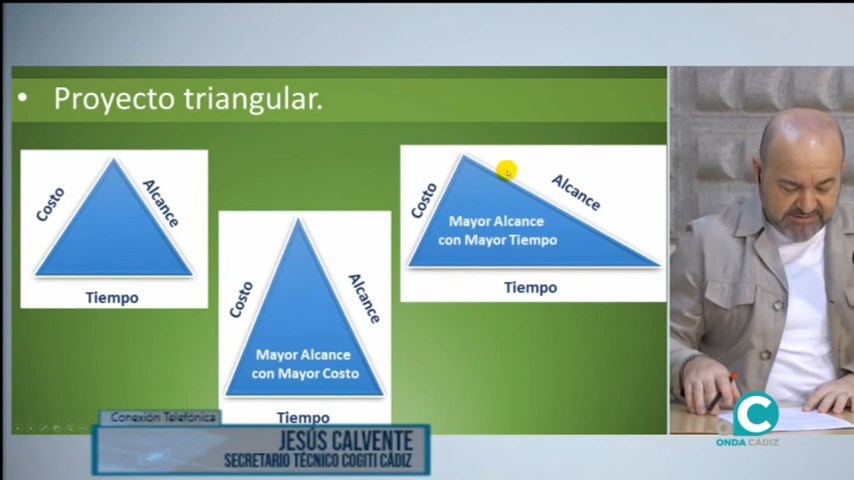 • Proyecto triangular.
Costo
Alcance
Tiempo
Costo
Alcance
Mayor Alcance
con Mayor Costo
Tiempo
Costo
Alcance
Mayor Alcance
con Mayor Tiempo
Tiempo
Conexión Telefónica
JESÚS CALVENTE
SECRETARIO TÉCNICO COGITI CÁDIZ
C
ONDA CÁDIZ